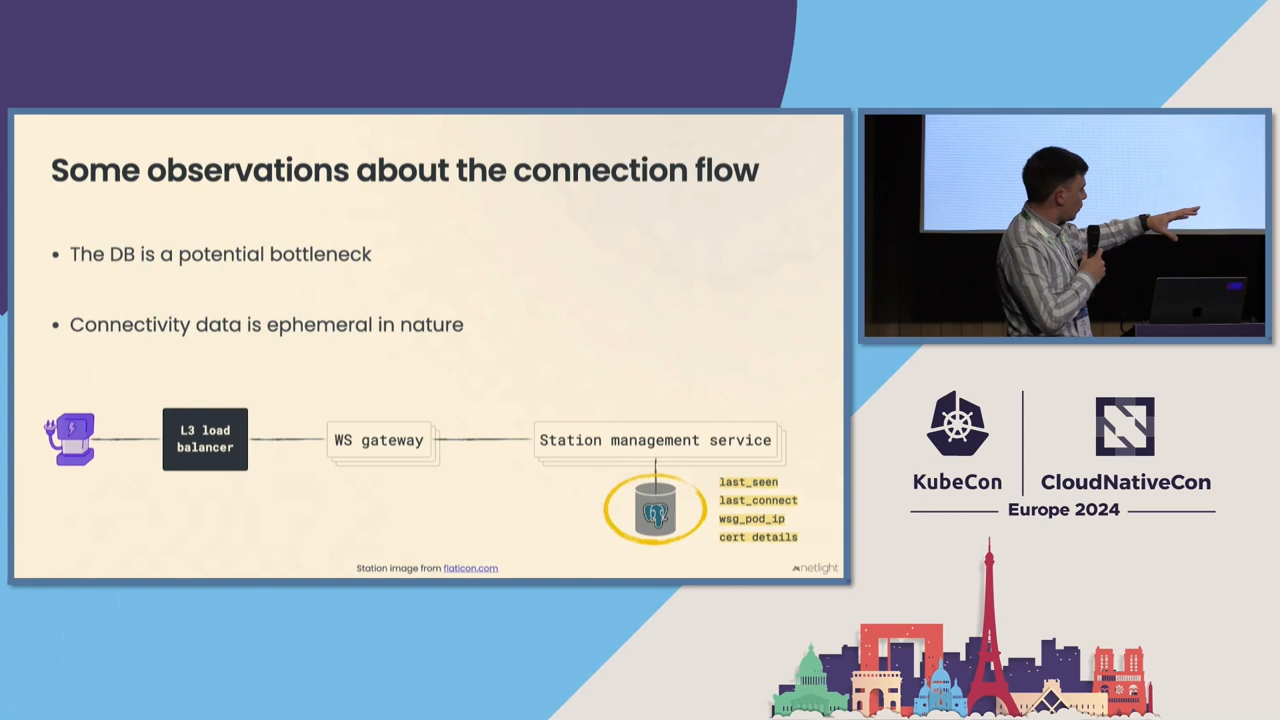 Some observations about the connection flow
• The DB is a potential bottleneck
• Connectivity data is ephemeral in nature
L3 load
balancer
WS gateway
Station management service
last_seen
last_connect
wsg_pod_ip
cert details
Station image from flaticon.com
netlight
KubeCon
CloudNativeCon
Europe 2024